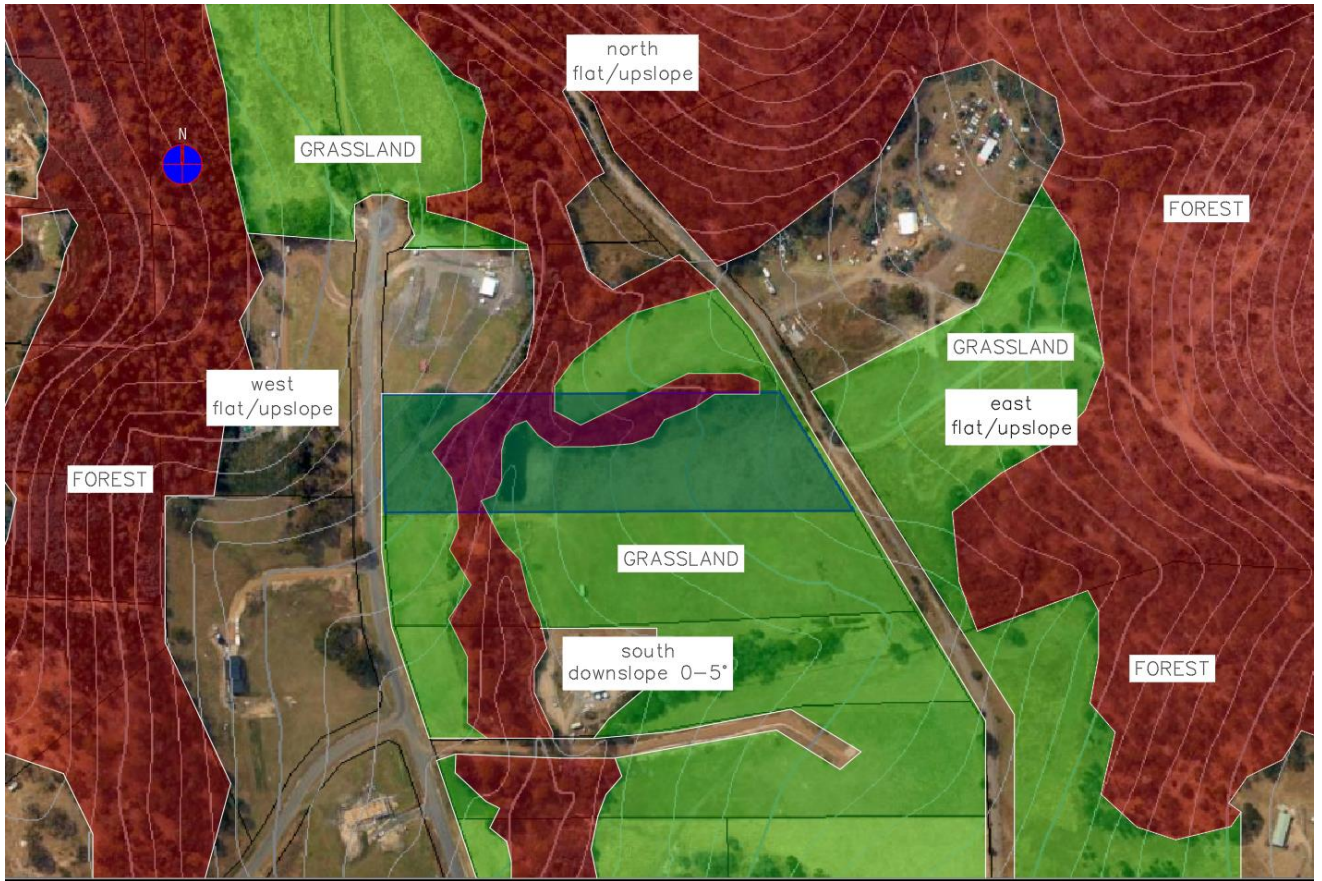 north
flat/upslope
N
GRASSLAND
FOREST
GRASSLAND
west
flat/upslope
east
flat/upslope
FOREST
GRASSLAND
south
downslope 0-5°
FOREST